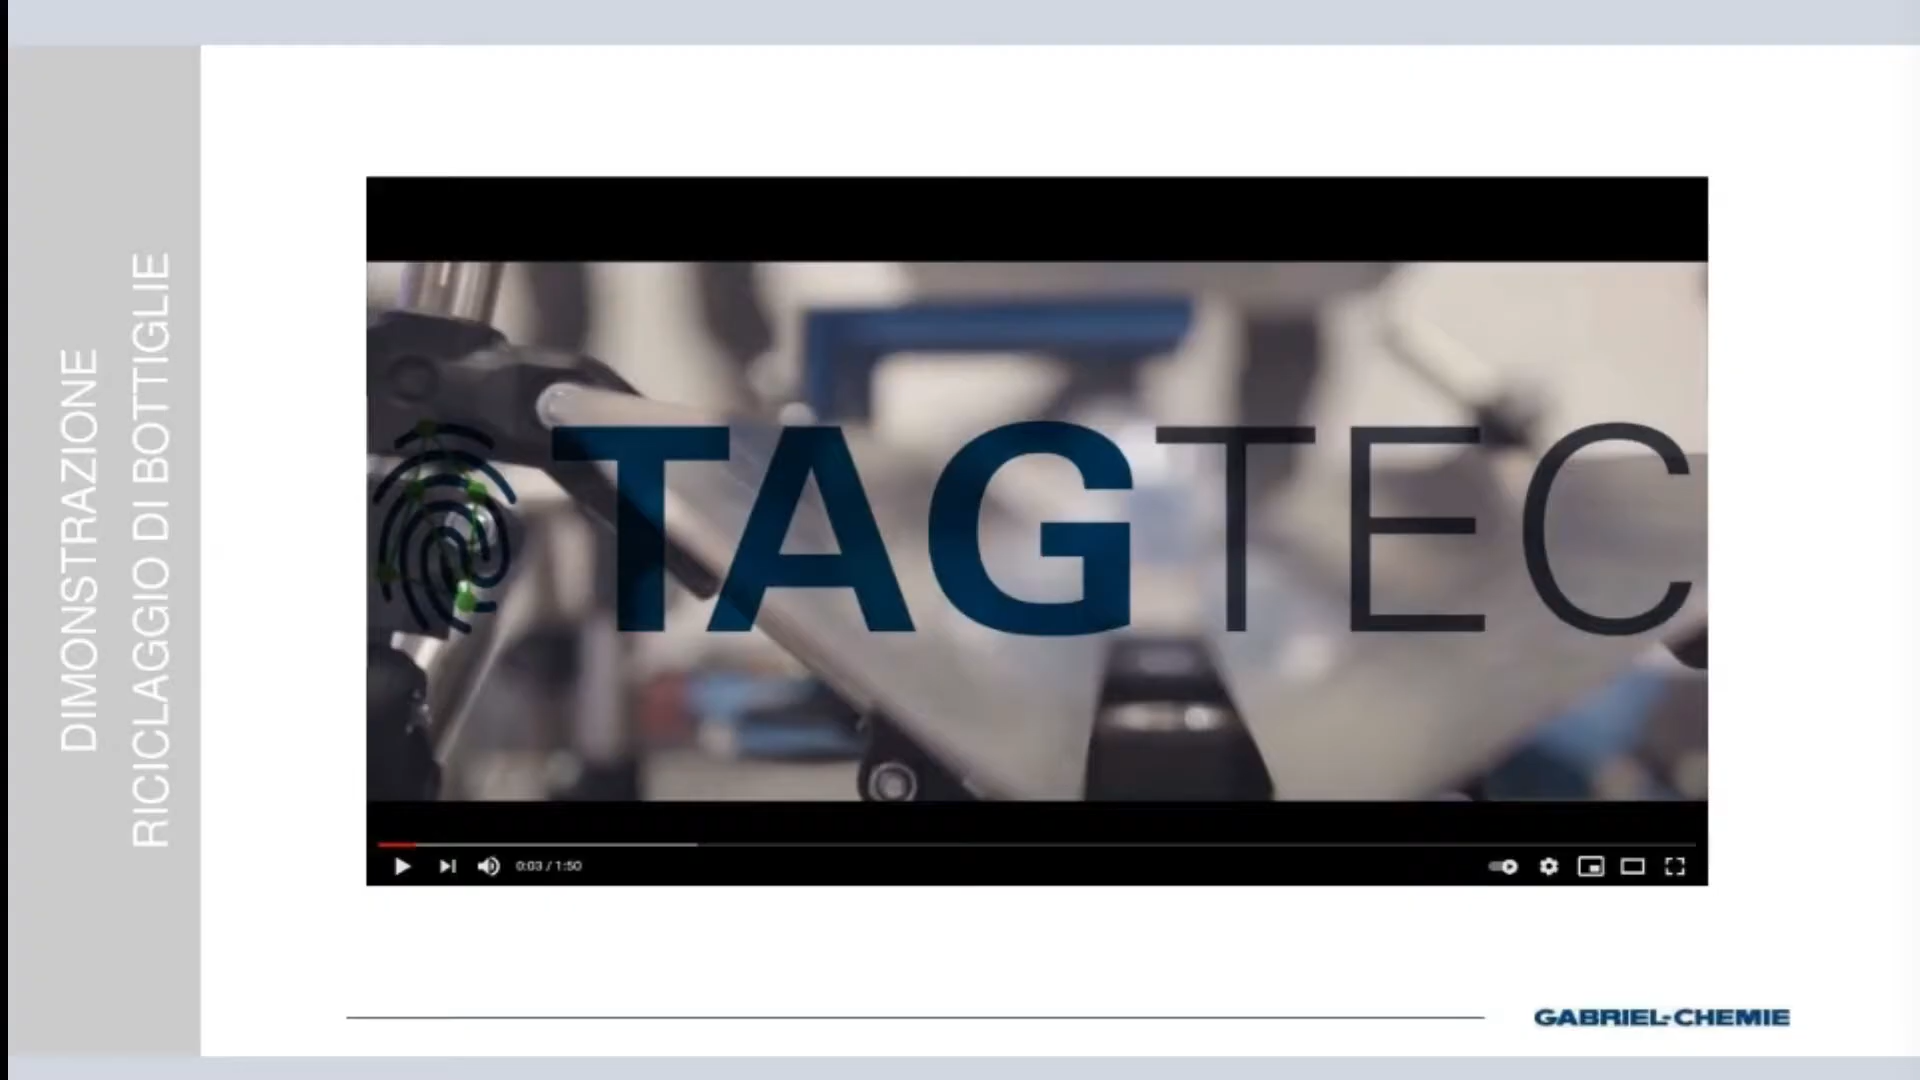 DIMONSTRAZIONE
RICICLAGGIO DI BOTTIGLIE
TAGTEC
0:03 / 1:50
GABRIEL-CHEMIE